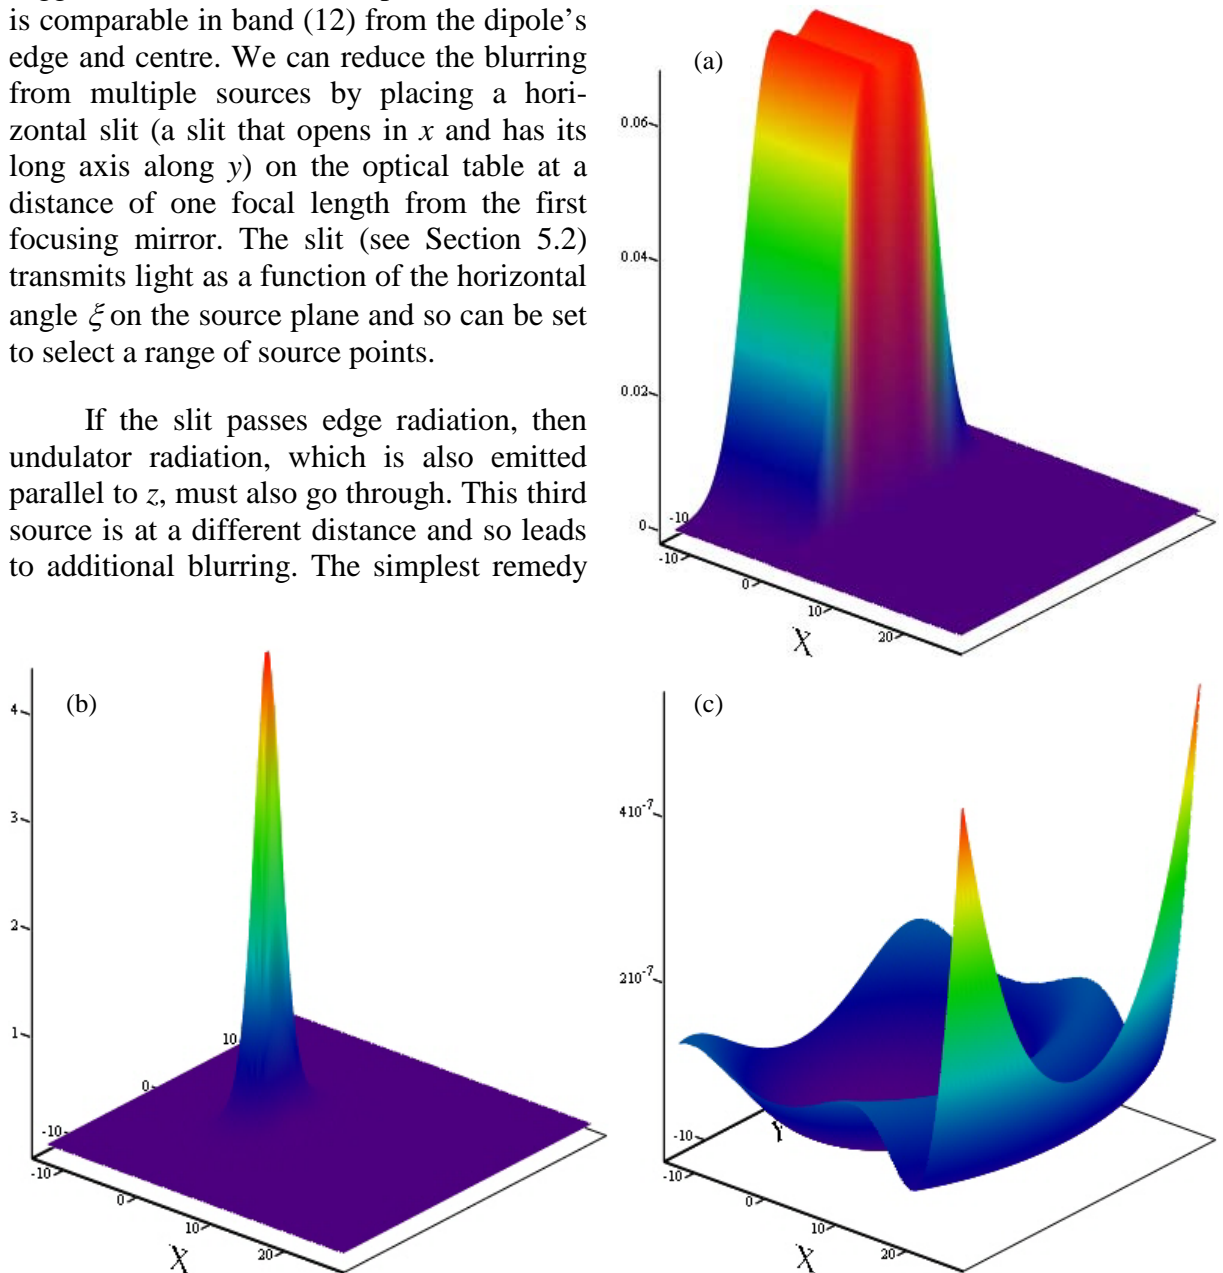 is comparable in band (12) from the dipole’s
edge and centre. We can reduce the blurring
from multiple sources by placing a hori-
zontal slit (a slit that opens in x and has its
long axis along y) on the optical table at a
distance of one focal length from the first
focusing mirror. The slit (see Section 5.2)
transmits light as a function of the horizontal
angle ξ on the source plane and so can be set
to select a range of source points.
If the slit passes edge radiation, then
undulator radiation, which is also emitted
parallel to z, must also go through. This third
source is at a different distance and so leads
to additional blurring. The simplest remedy
(a)
0.06
0.04
0.02
0
-10
-10
0
10
20
X
(b)
4
3
2
1
10
0
-10
-10
0
10
20
X
(c)
4 10-7
2 10-7
-10
Y
-10
0
10
20
X